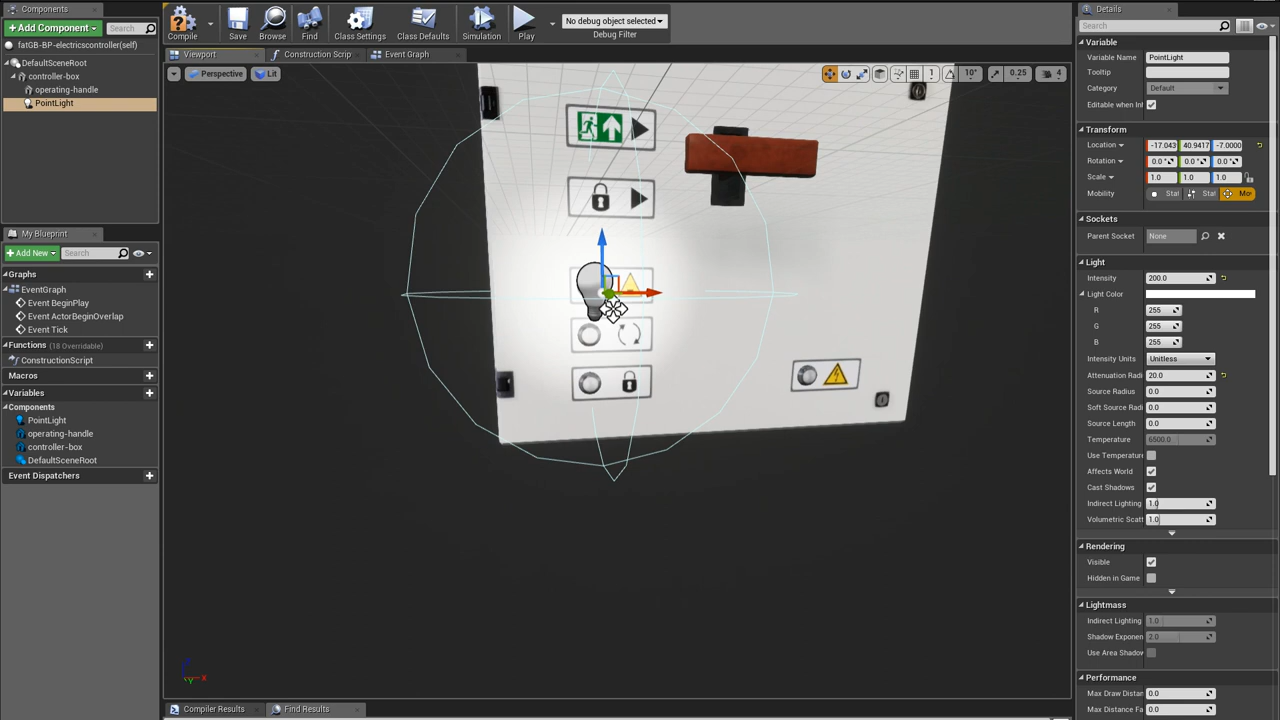 Components
Add Component
Search
fatGB-BP-electricscontroller(self)
DefaultSceneRoot
controller-box
operating-handle
PointLight
My Blueprint
Add New
Search
Graphs
EventGraph
Event BeginPlay
Event ActorBeginOverlap
Event Tick
Functions (18 Overridable)
ConstructionScript
Macros
Variables
Components
PointLight
operating-handle
controller-box
DefaultSceneRoot
Event Dispatchers
Compile
Save
Browse
Find
Class Settings
Class Defaults
Simulation
Play
No debug object selected
Debug Filter
Viewport
Construction Scrip
Event Graph
Perspective
Lit
1
10°
0.25
4
X
Compiler Results
Find Results
Details
Search
Variable
Variable Name PointLight
Tooltip
Category Default
Editable when Inl
Transform
Location -17.043 40.9417 -7.0000
Rotation 0.0 ° 0.0 ° 0.0 °
Scale 1.0 1.0 1.0
Mobility Stat Stat Mo
Sockets
Parent Socket None
Light
Intensity 200.0
Light Color
R 255
G 255
B 255
Intensity Units Unitless
Attenuation Radi 20.0
Source Radius 0.0
Soft Source Radi 0.0
Source Length 0.0
Temperature 6500.0
Use Temperature
Affects World
Cast Shadows
Indirect Lighting 1.0
Volumetric Scatt 1.0
Rendering
Visible
Hidden in Game
Lightmass
Indirect Lighting 1.0
Shadow Exponen 2.0
Use Area Shadow
Performance
Max Draw Distan 0.0
Max Distance Fa 0.0